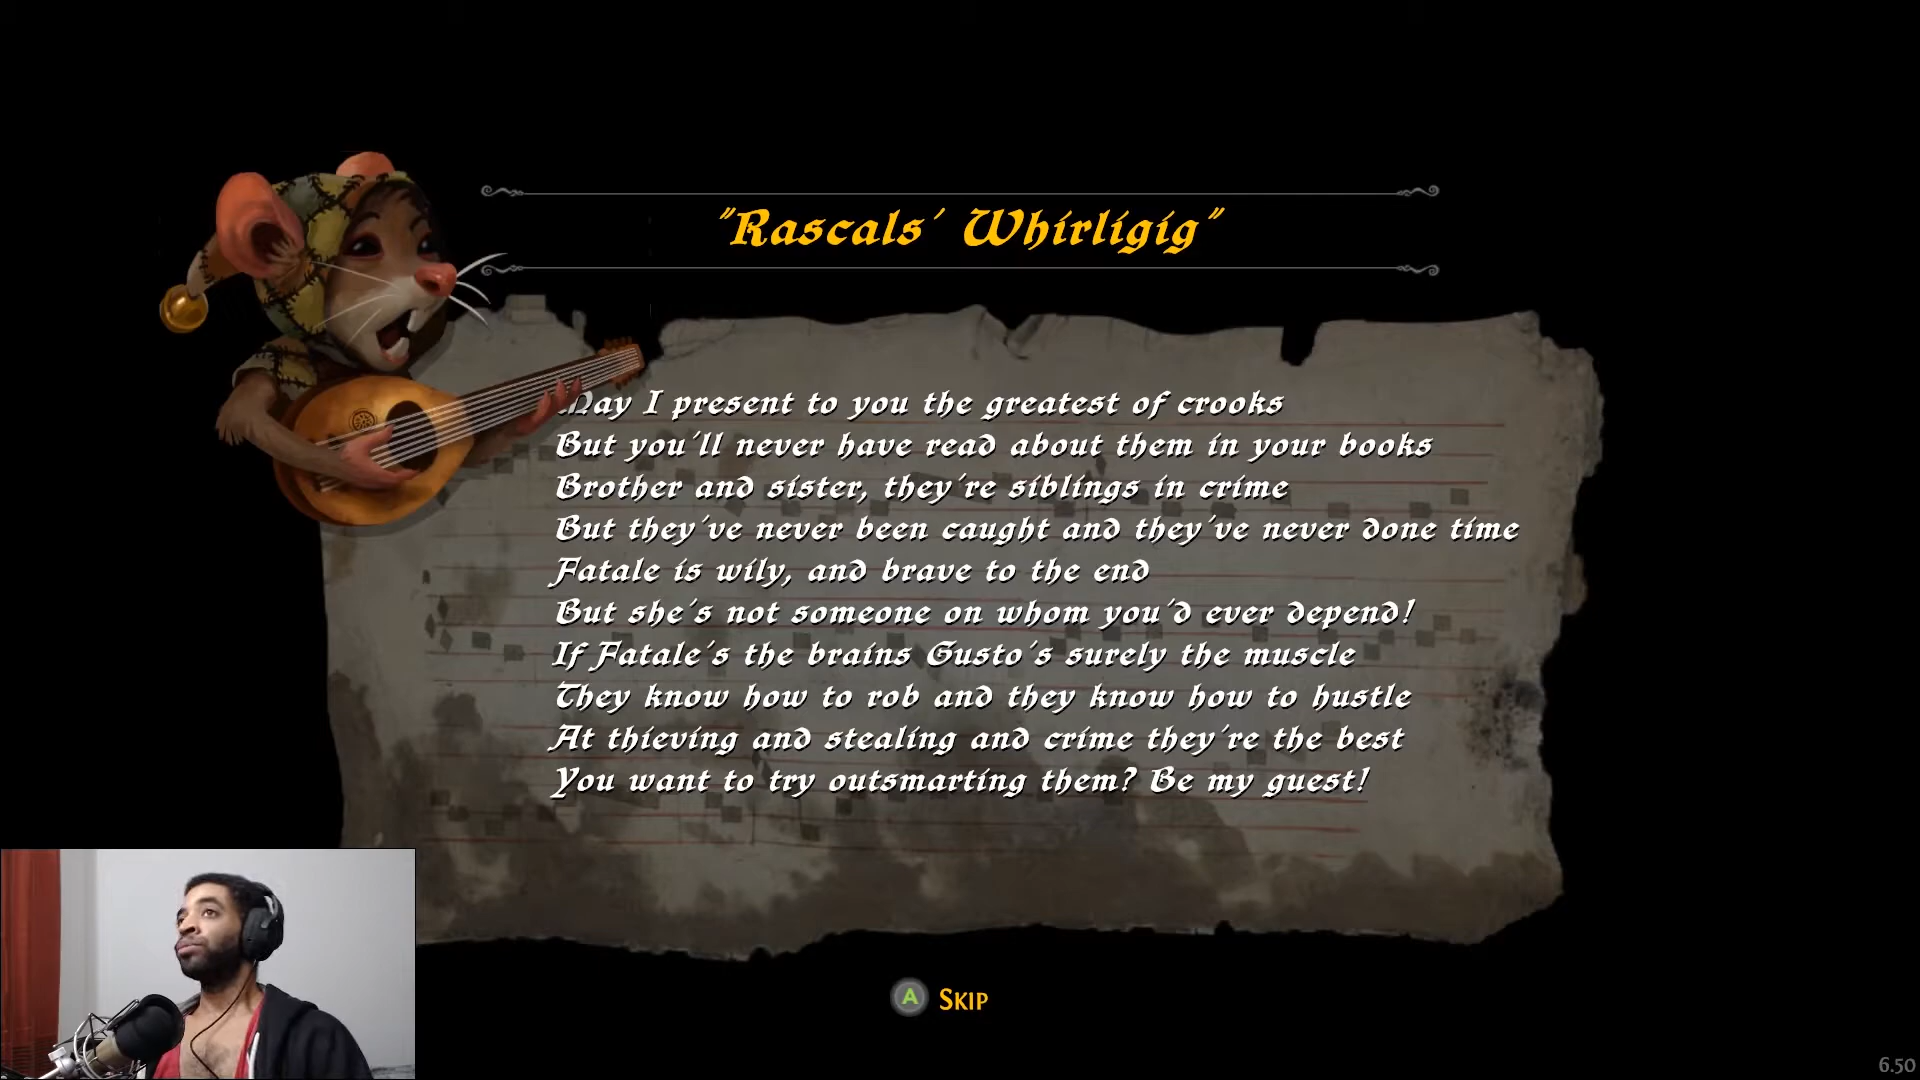 "Rascals' Whirligig"
May I present to you the greatest of crooks
But you'll never have read about them in your books
Brother and sister, they're siblings in crime
But they've never been caught and they've never done time
Fatale is wily, and brave to the end
But she's not someone on whom you'd ever depend!
If Fatale's the brains Gusto's surely the muscle
They know how to rob and they know how to hustle
At thieving and stealing and crime they're the best
You want to try outsmarting them? Be my guest!
A SKIP
6.50